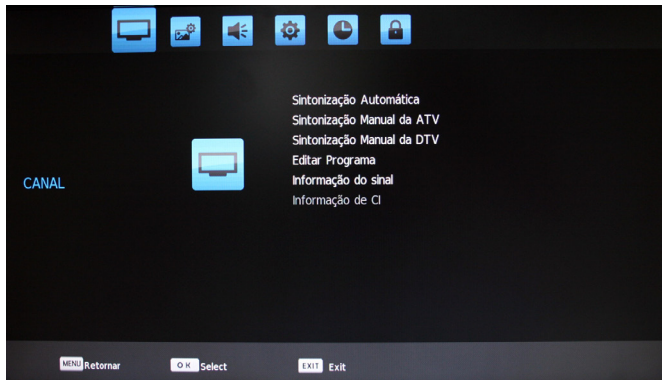 Sintonização Automática
Sintonização Manual da ATV
Sintonização Manual da DTV
Editar Programa
Informação do sinal
Informação de CI
CANAL
MENU Retornar
OK Select
EXIT Exit